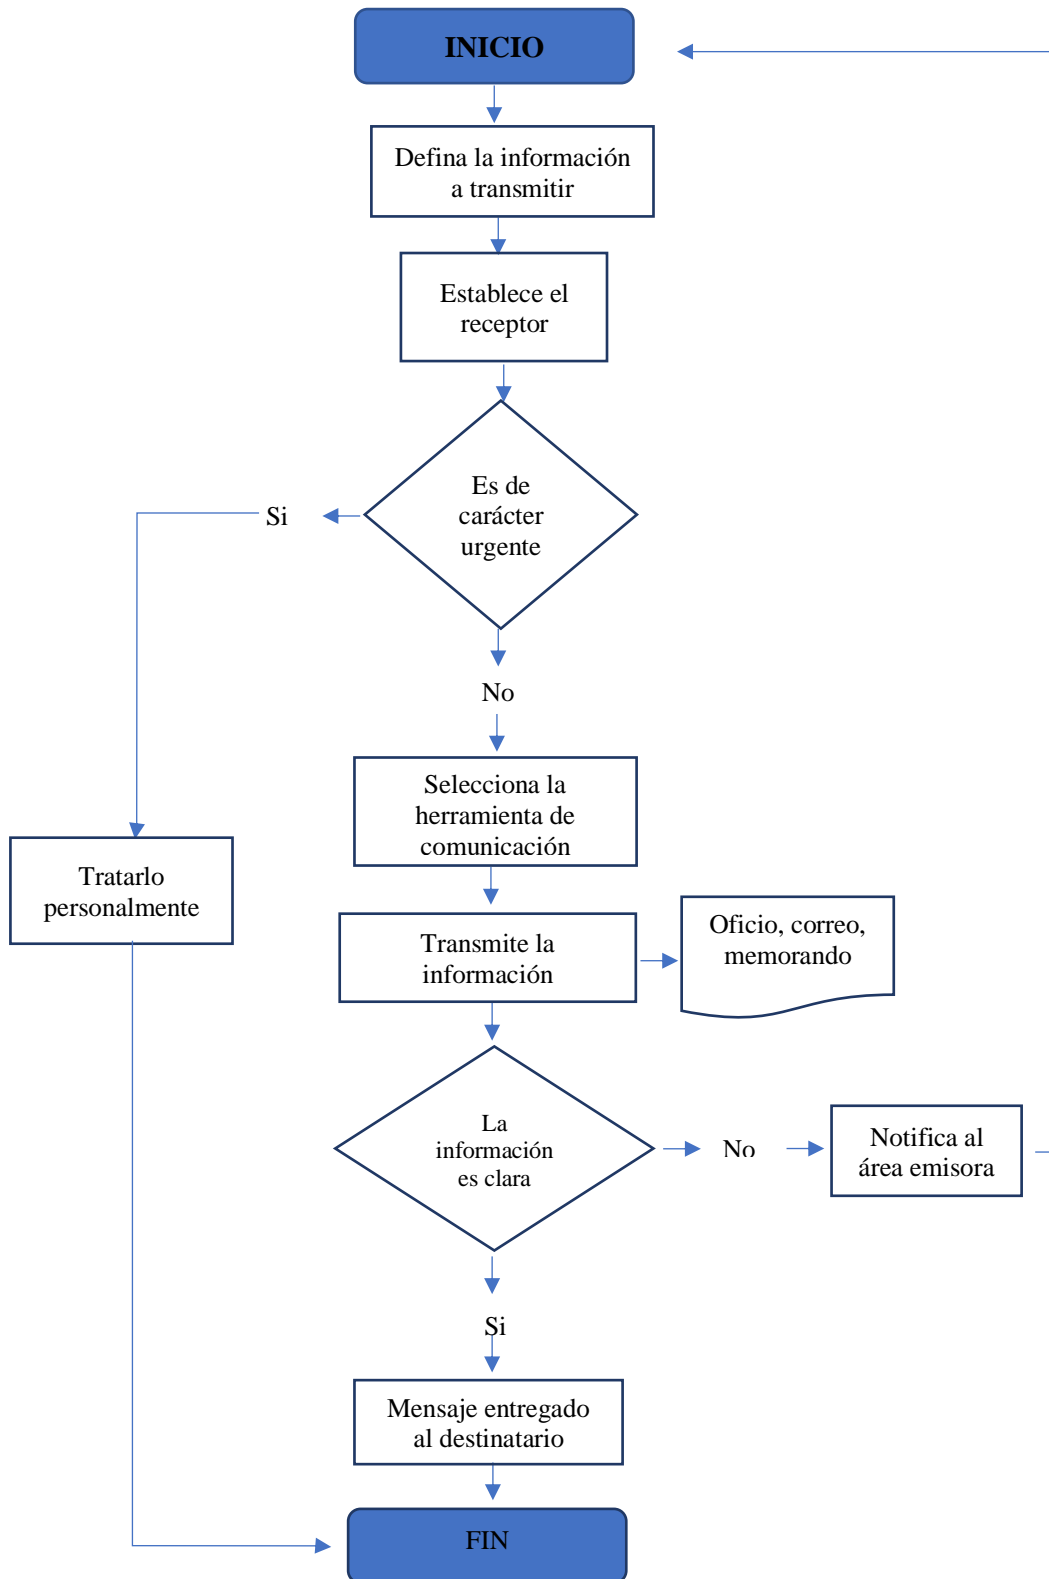 INICIO
Defina la información
a transmitir
Establece el
receptor
Es de
carácter
urgente
Si
No
Selecciona la
herramienta de
comunicación
Tratarlo
personalmente
Transmite la
información
Oficio, correo,
memorando
La
información
es clara
No
Notifica al
área emisora
Si
Mensaje entregado
al destinatario
FIN